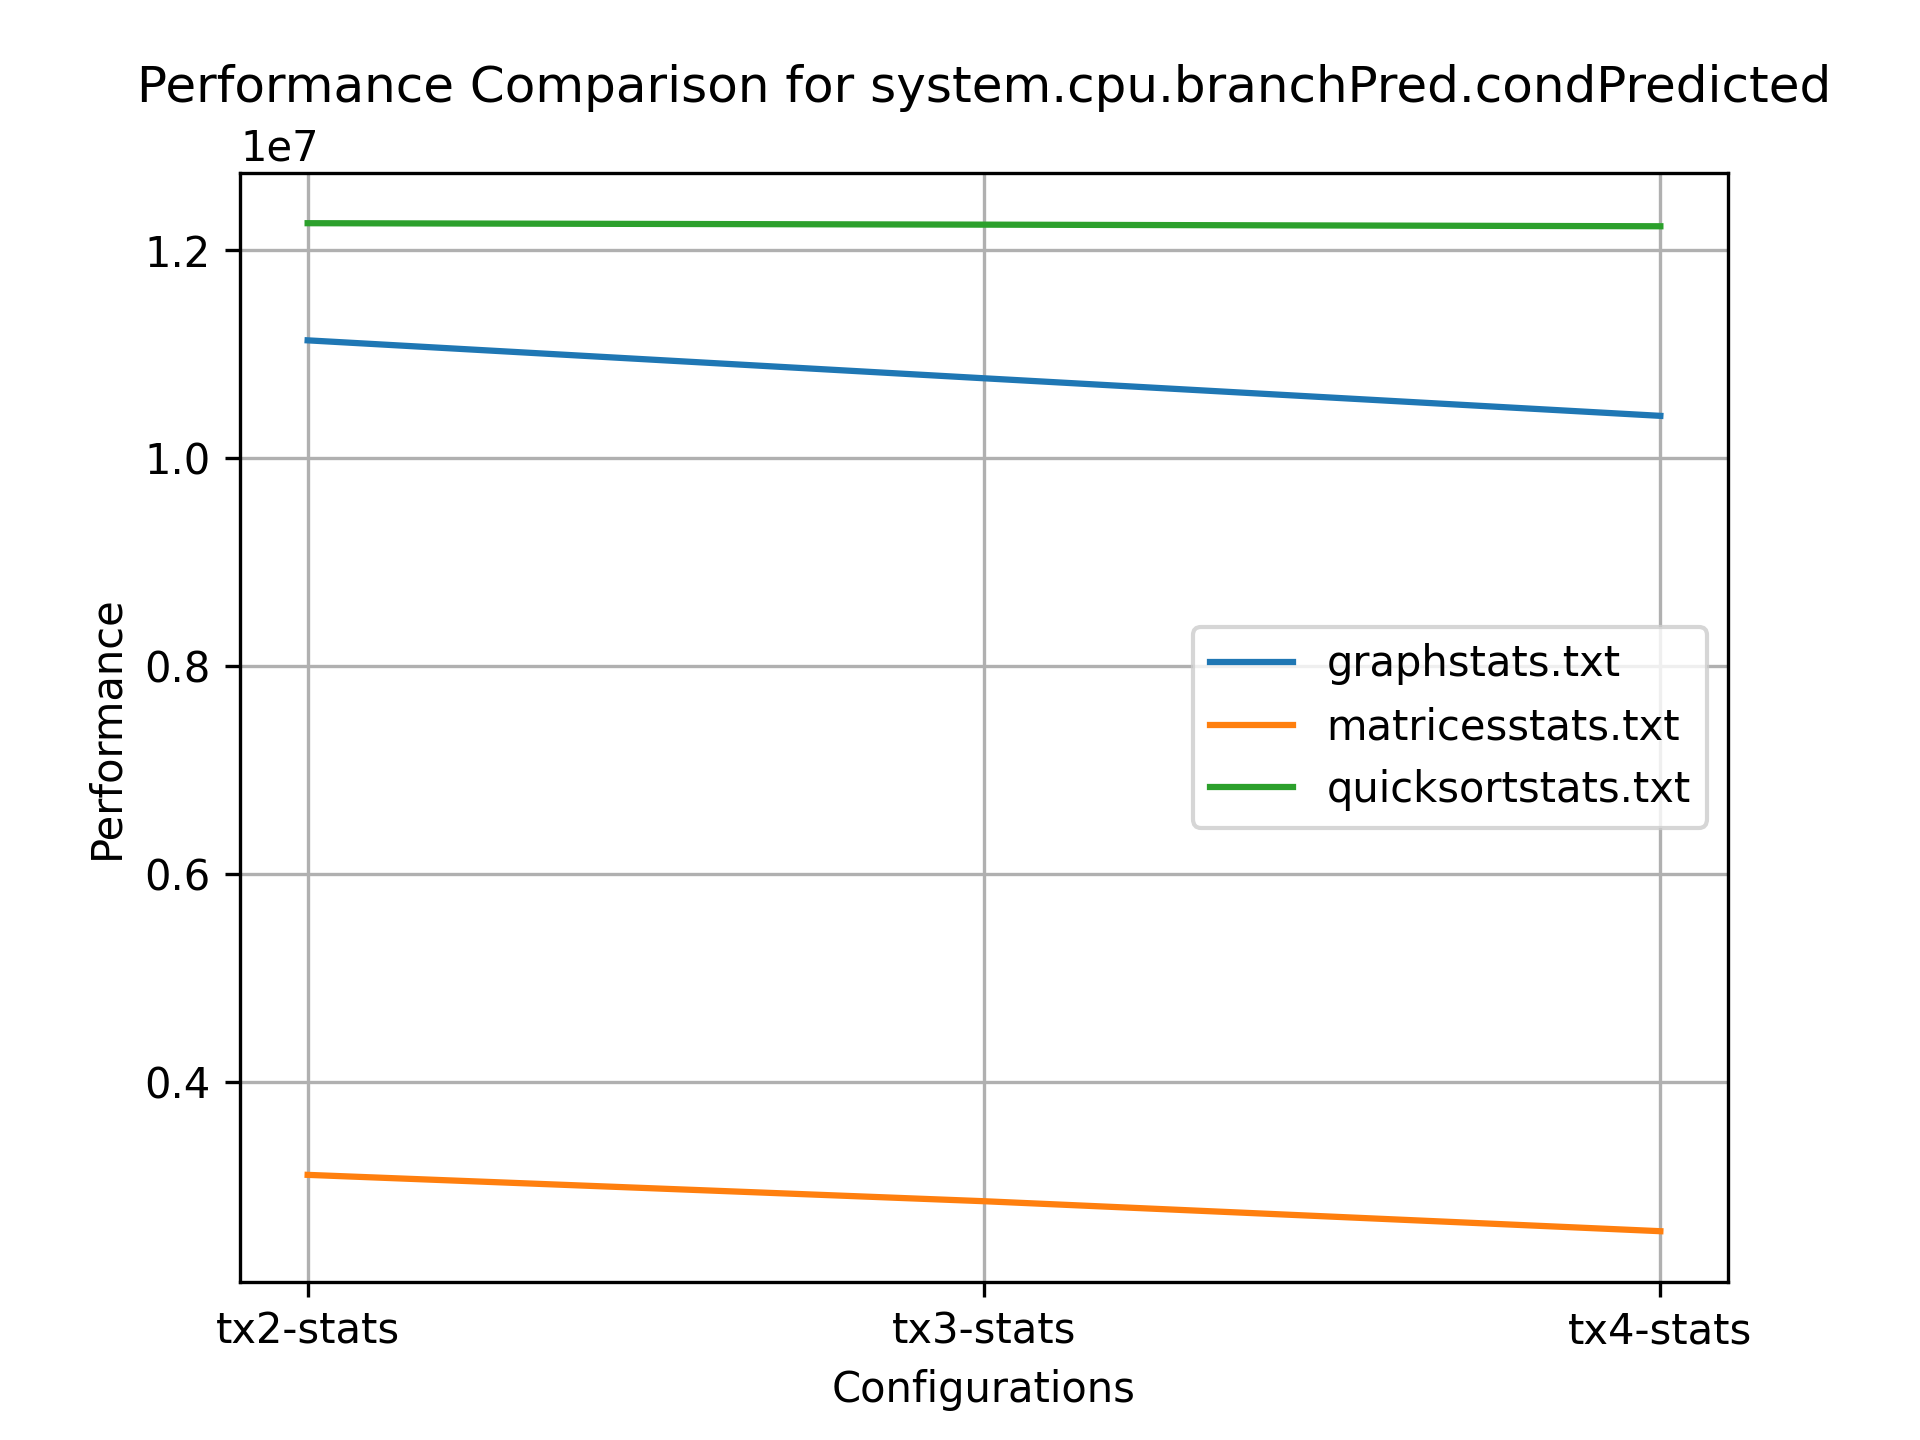 Performance Comparison for system.cpu.branchPred.condPredicted
1e7
1.2
1.0
0.8
0.6
0.4
Performance
graphstats.txt
matricesstats.txt
quicksortstats.txt
tx2-stats
tx3-stats
tx4-stats
Configurations